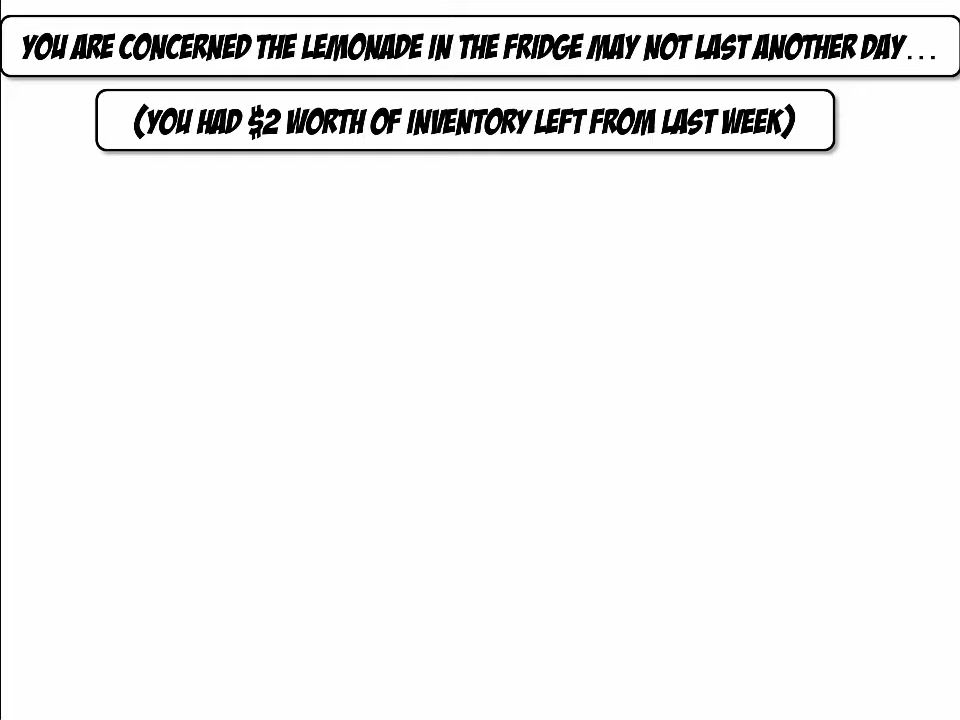 YOU ARE CONCERNED THE LEMONADE IN THE FRIDGE MAY NOT LAST ANOTHER DAY...
(YOU HAD $2 WORTH OF INVENTORY LEFT FROM LAST WEEK)